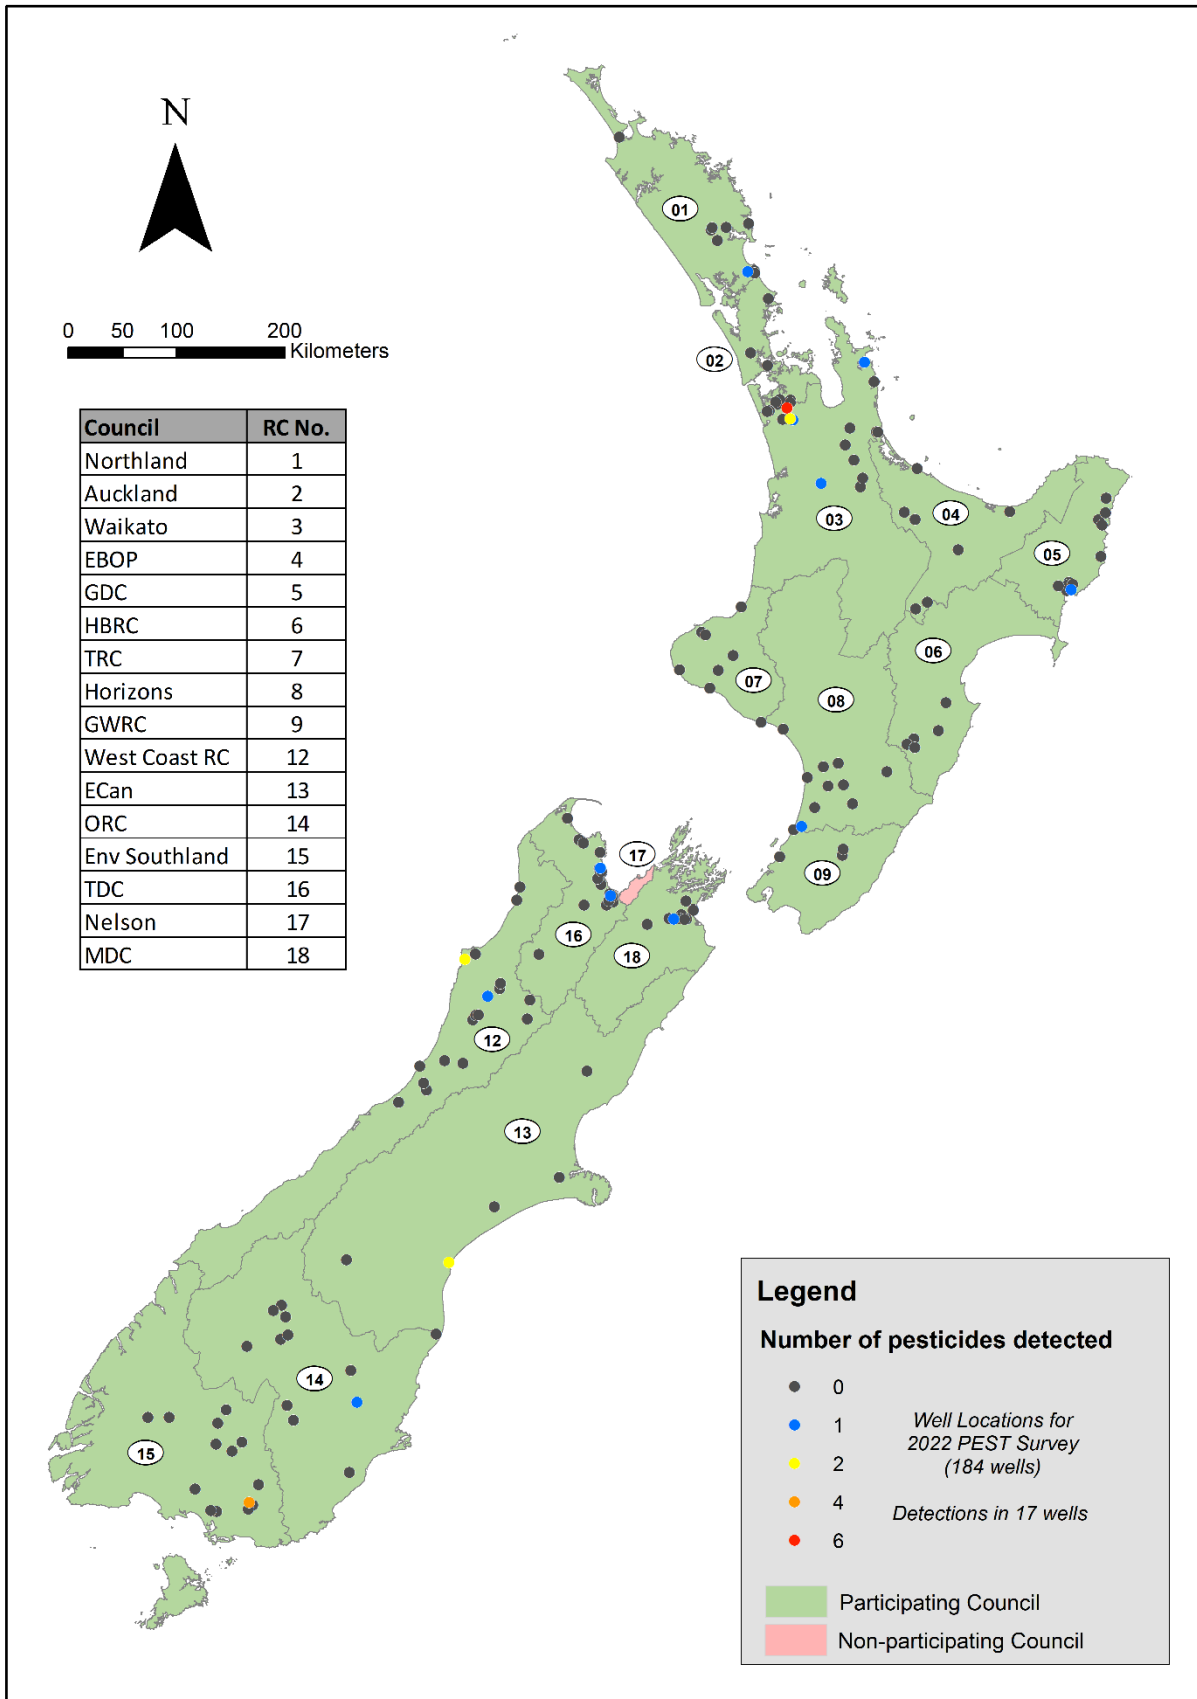 N
0 50 100 200
Kilometers
Council RC No.
Northland 1
Auckland 2
Waikato 3
EBOP 4
GDC 5
HBRC 6
TRC 7
Horizons 8
GWRC 9
West Coast RC 12
ECan 13
ORC 14
Env Southland 15
TDC 16
Nelson 17
MDC 18
01
02
03
04
05
06
07
08
09
17
16
18
12
13
14
15
Legend
Number of pesticides detected
0
1
2
4
6
Well Locations for
2022 PEST Survey
(184 wells)
Detections in 17 wells
Participating Council
Non-participating Council